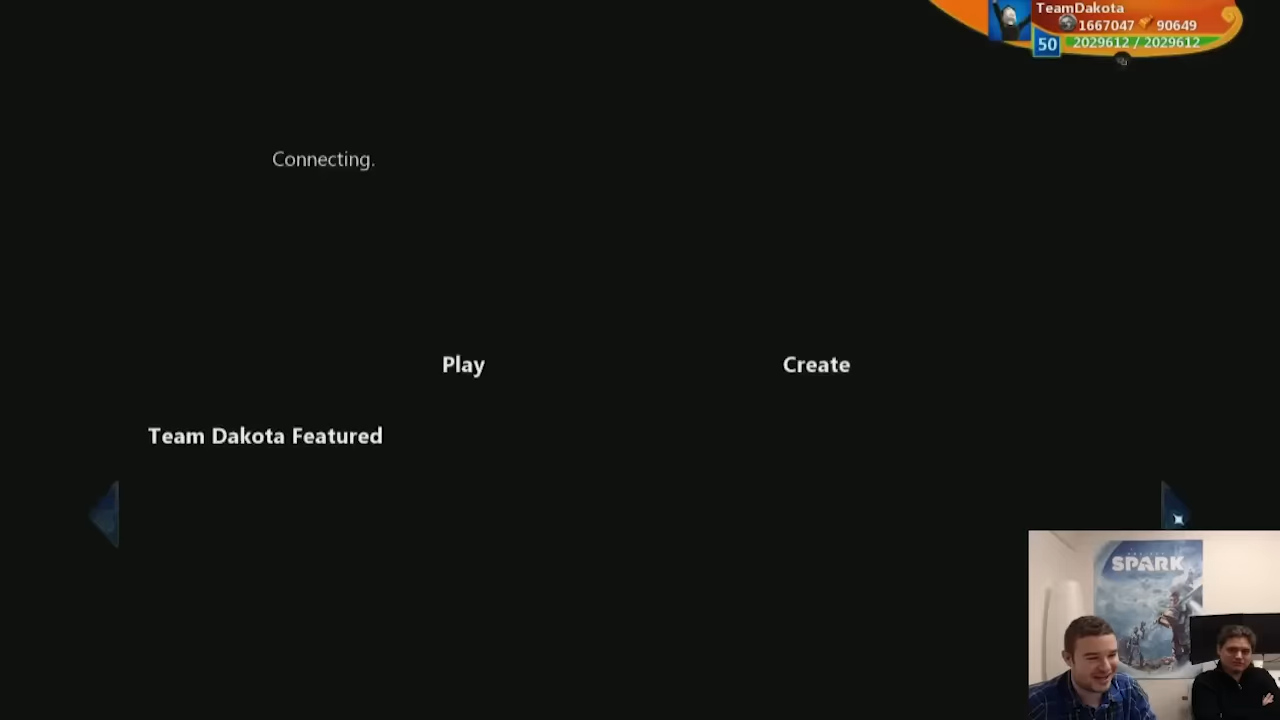 TeamDakota
1667047 90649
50 2029612 / 2029612
Connecting.
Play Create
Team Dakota Featured
SPARK